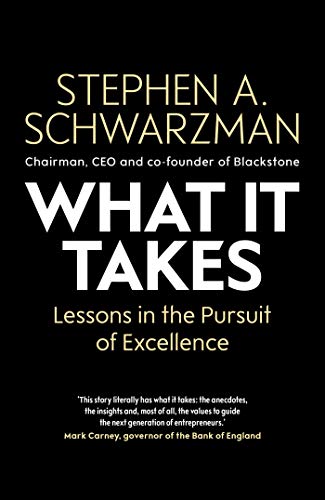 STEPHEN A.
SCHWARZMAN
Chairman, CEO and co-founder of Blackstone
WHAT IT
TAKES
Lessons in the Pursuit
of Excellence
'This story literally has what it takes: the anecdotes,
the insights and, most of all, the values to guide
the next generation of entrepreneurs.'
Mark Carney, governor of the Bank of England